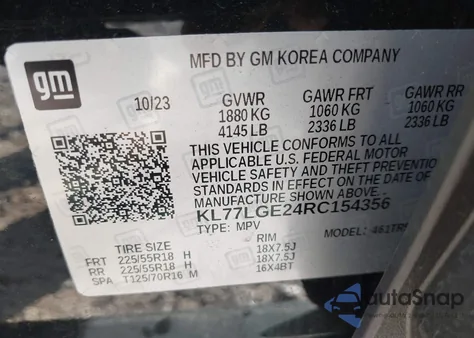 MFD BY GM KOREA COMPANY
gm
10/23 GVWR GAWR FRT GAWR RR
1880 KG 1060 KG 1060 KG
4145 LB 2336 LB 2336 LB
THIS VEHICLE CONFORMS TO ALL
APPLICABLE U.S. FEDERAL MOTOR
VEHICLE SAFETY AND THEFT PREVENTION
STANDARDS IN EFFECT ON THE DATE OF
MANUFACTURE SHOWN ABOVE.
KL77LGE24RC154356
TYPE: MPV MODEL:
TIRE SIZE RIM
FRT 225/55R18 H 18X7.5J
RR 225/55R18 H 18X7.5J
SPA T125/70R16 M 16X4BT
autoSnap